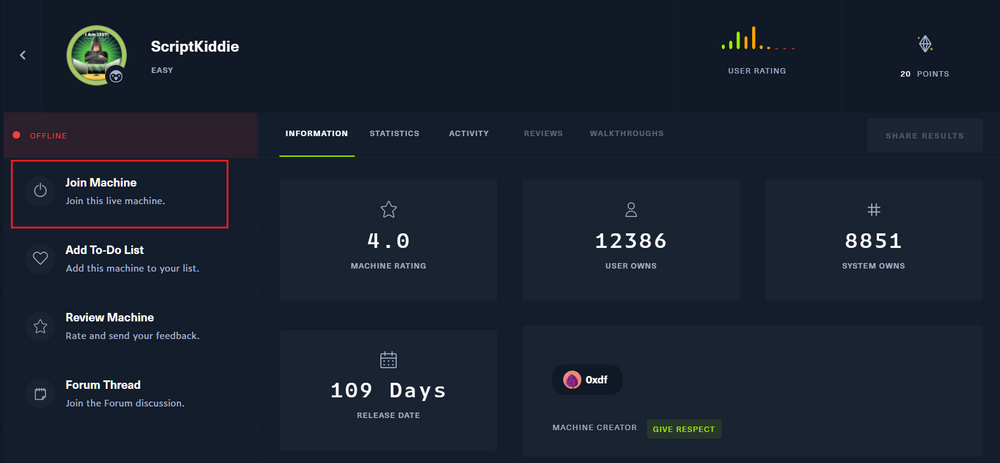 ScriptKiddie
EASY
USER RATING
20 POINTS
OFFLINE
INFORMATION STATISTICS ACTIVITY REVIEWS WALKTHROUGHS
SHARE RESULTS
Join Machine
Join this live machine.
Add To-Do List
Add this machine to your list.
Review Machine
Rate and send your feedback.
Forum Thread
Join the Forum discussion.
4.0
MACHINE RATING
12386
USER OWNS
8851
SYSTEM OWNS
109 Days
RELEASE DATE
0xdf
MACHINE CREATOR GIVE RESPECT